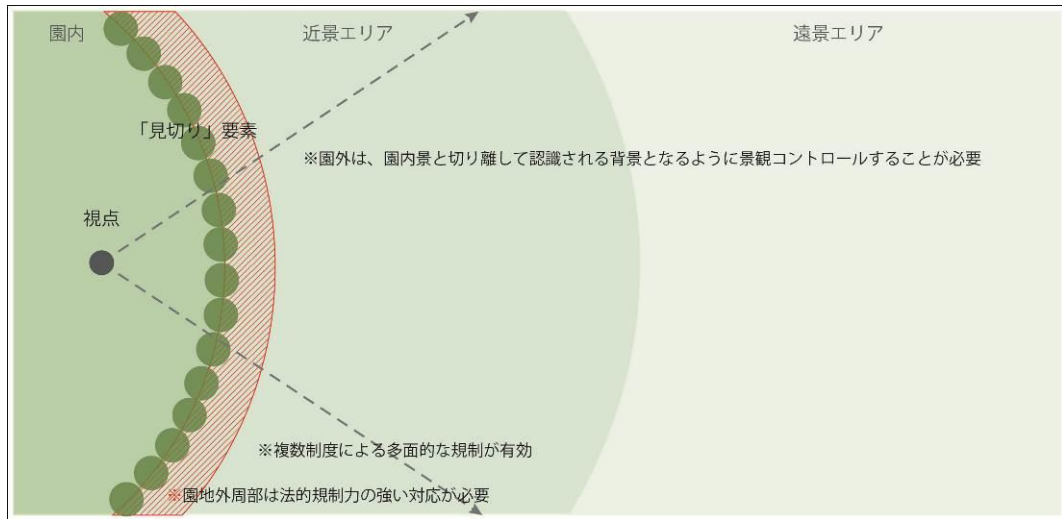 園内
近景エリア
遠景エリア
「見切り」要素
※園外は、園内景と切り離して認識される背景となるように景観コントロールすることが必要
視点
※複数制度による多面的な規制が有効
※園地外周部は法的規制力の強い対応が必要